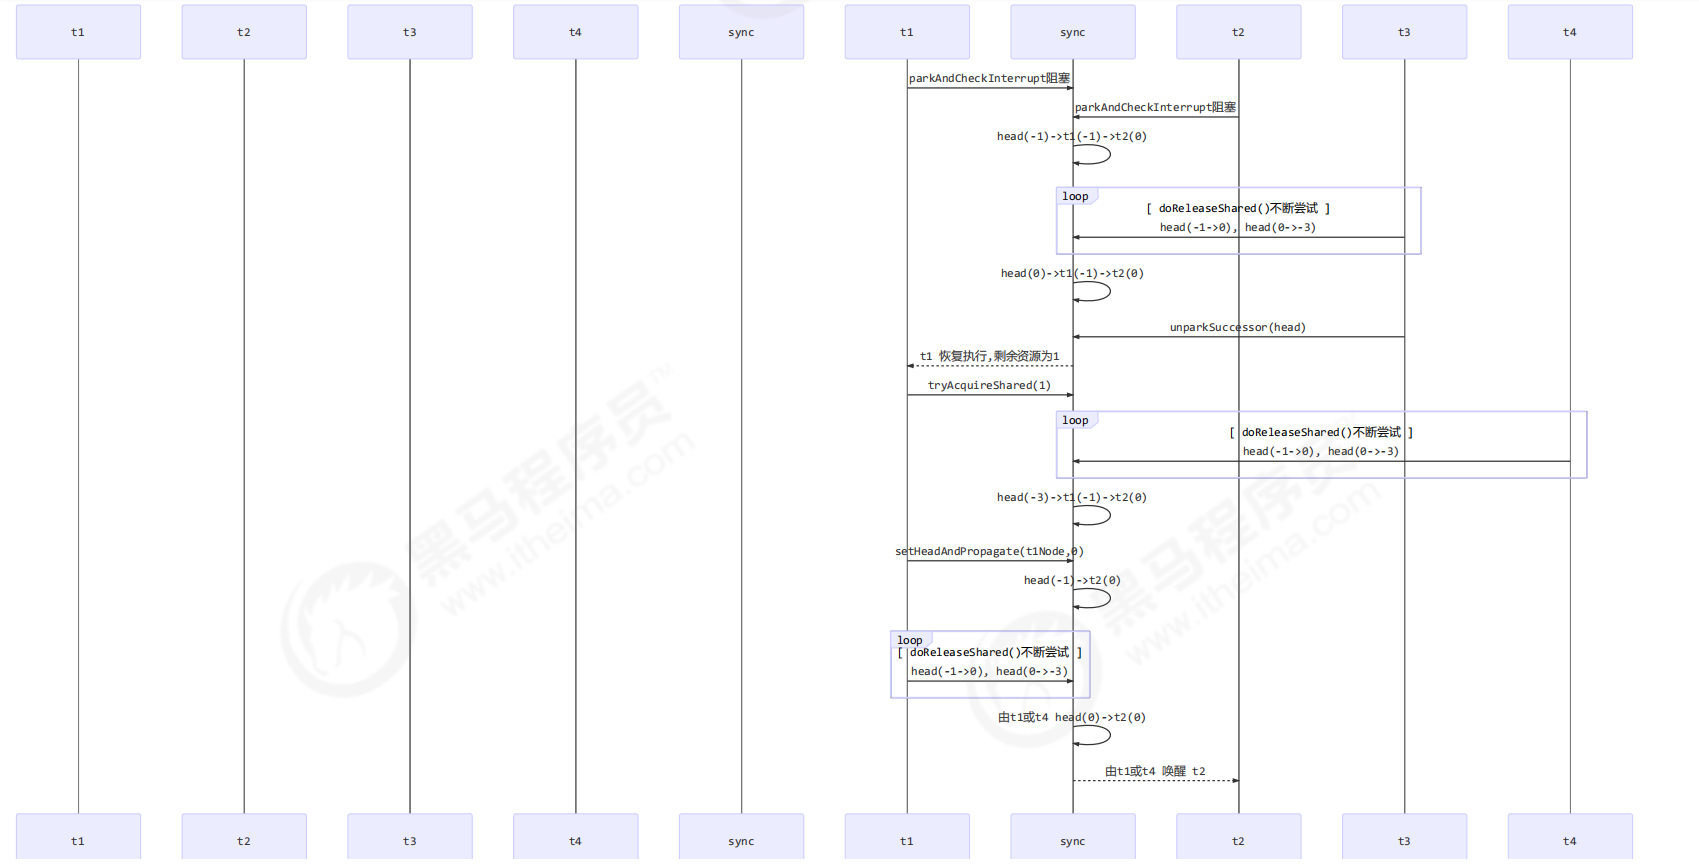 t1 t2 t3 t4 sync t1 sync t2 t3 t4
parkAndCheckInterrupt阻塞
parkAndCheckInterrupt阻塞
head(-1)->t1(-1)->t2(0)
loop
[ doReleaseShared()不断尝试 ]
head(-1->0), head(0->-3)
head(0)->t1(-1)->t2(0)
unparkSuccessor(head)
t1 恢复执行,剩余资源为1
tryAcquireShared(1)
loop
[ doReleaseShared()不断尝试 ]
head(-1->0), head(0->-3)
head(-3)->t1(-1)->t2(0)
setHeadAndPropagate(t1Node,0)
head(-1)->t2(0)
loop
[ doReleaseShared()不断尝试 ]
head(-1->0), head(0->-3)
由t1或t4 head(0)->t2(0)
由t1或t4 唤醒 t2
t1 t2 t3 t4 sync t1 sync t2 t3 t4
黑马程序员™
www.itheima.com
黑马程序员
www.itheima.com